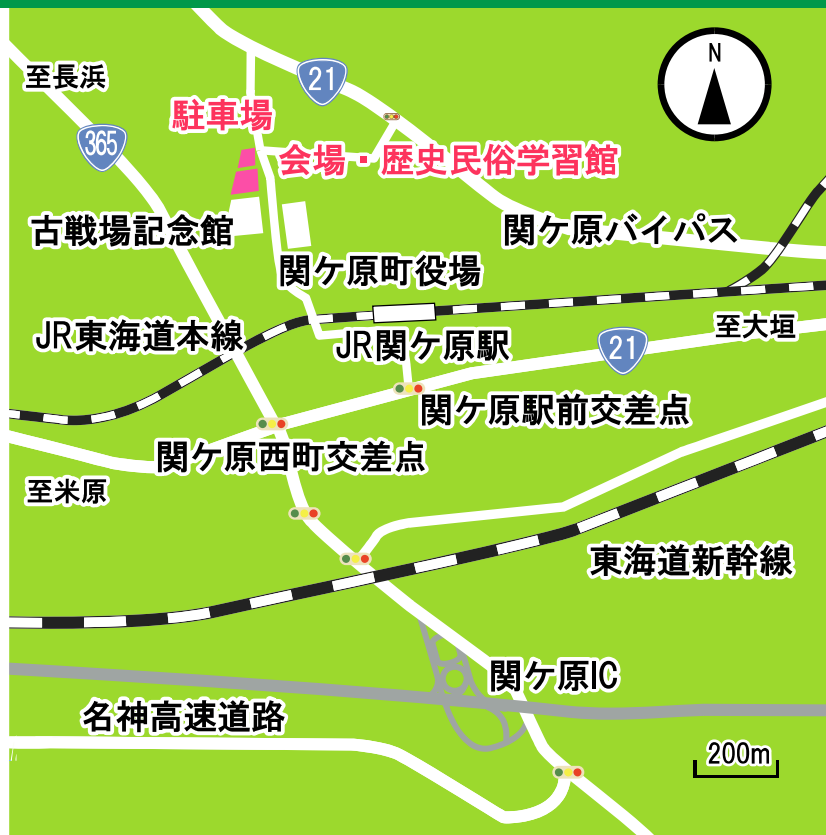 N
至長浜
21
駐車場
365
会場・歴史民俗学習館
古戦場記念館
関ケ原バイパス
関ケ原町役場
JR東海道本線
JR関ケ原駅
至大垣
21
関ケ原駅前交差点
関ケ原西町交差点
至米原
東海道新幹線
関ケ原IC
名神高速道路
200m